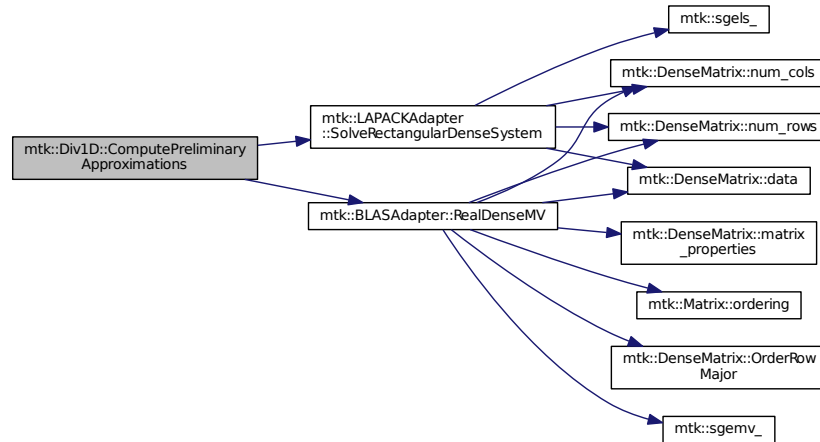 mtk::Div1D::ComputePreliminary
Approximations
mtk::LAPACKAdapter
::SolveRectangularDenseSystem
mtk::BLASAdapter::RealDenseMV
mtk::sgels_
mtk::DenseMatrix::num_cols
mtk::DenseMatrix::num_rows
mtk::DenseMatrix::data
mtk::DenseMatrix::matrix
_properties
mtk::Matrix::ordering
mtk::DenseMatrix::OrderRow
Major
mtk::sgemv_